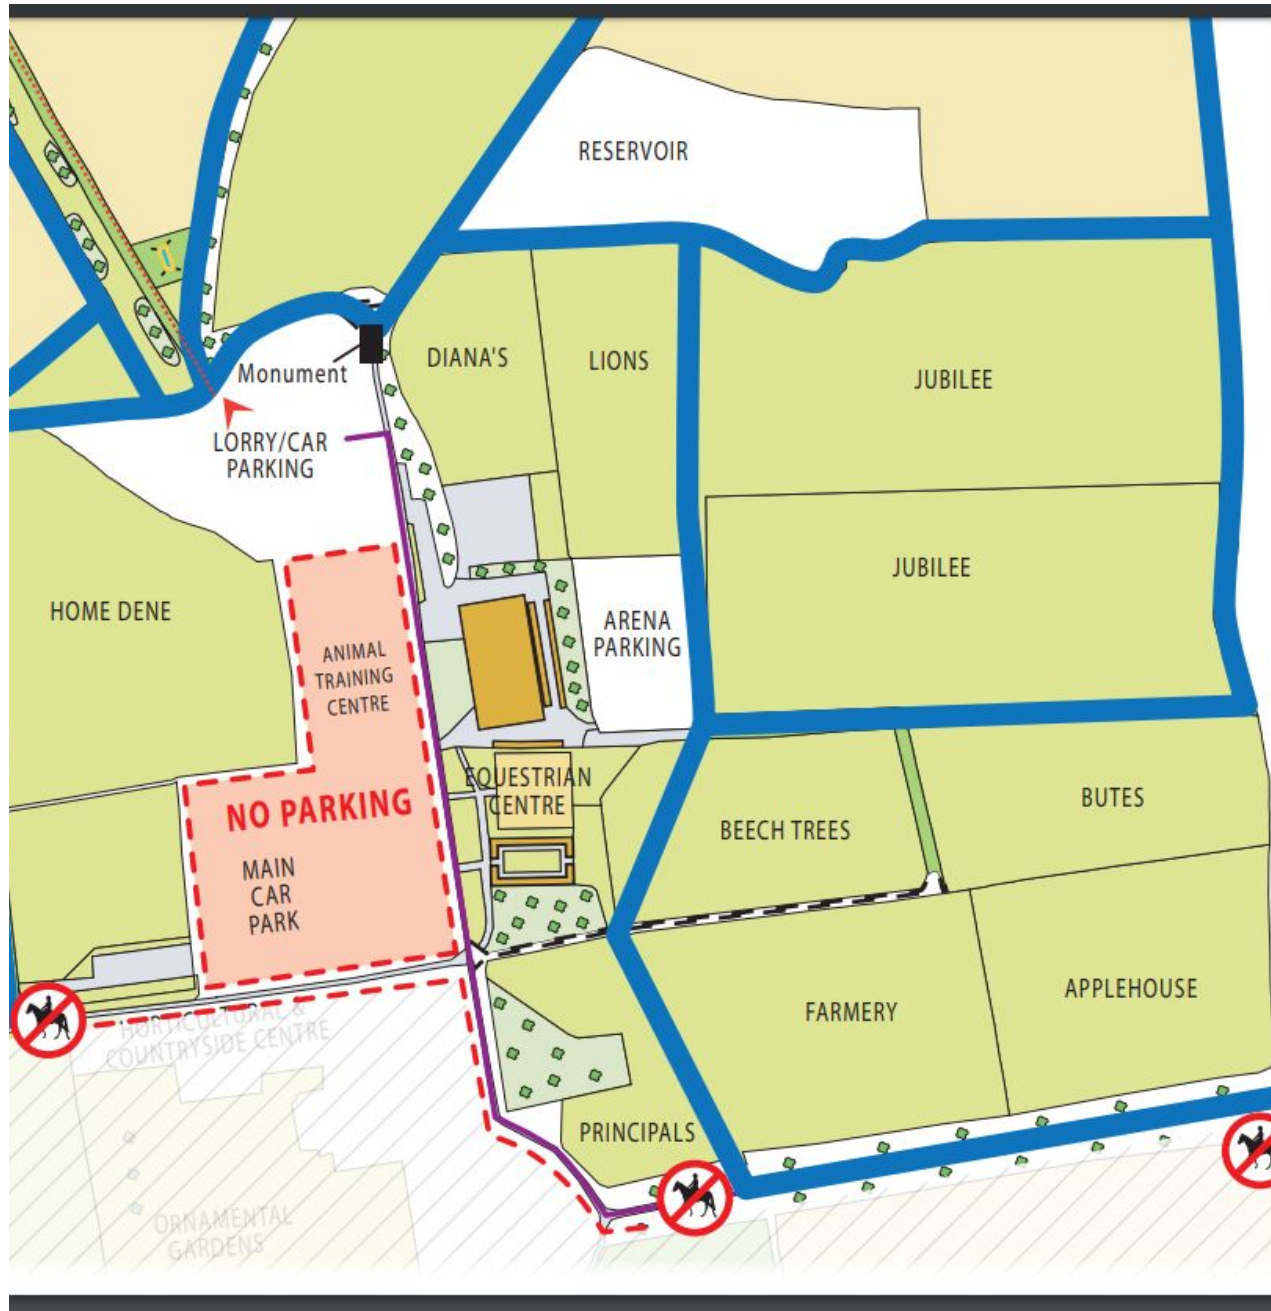 RESERVOIR
Monument
DIANA'S
LIONS
JUBILEE
LORRY/CAR
PARKING
JUBILEE
HOME DENE
ARENA
PARKING
ANIMAL
TRAINING
CENTRE
EQUESTRIAN
CENTRE
NO PARKING
BUTES
BEECH TREES
MAIN
CAR
PARK
APPLEHOUSE
FARMERY
HORTICULTURAL &
COUNTRYSIDE CENTRE
PRINCIPALS
ORNAMENTAL
GARDENS